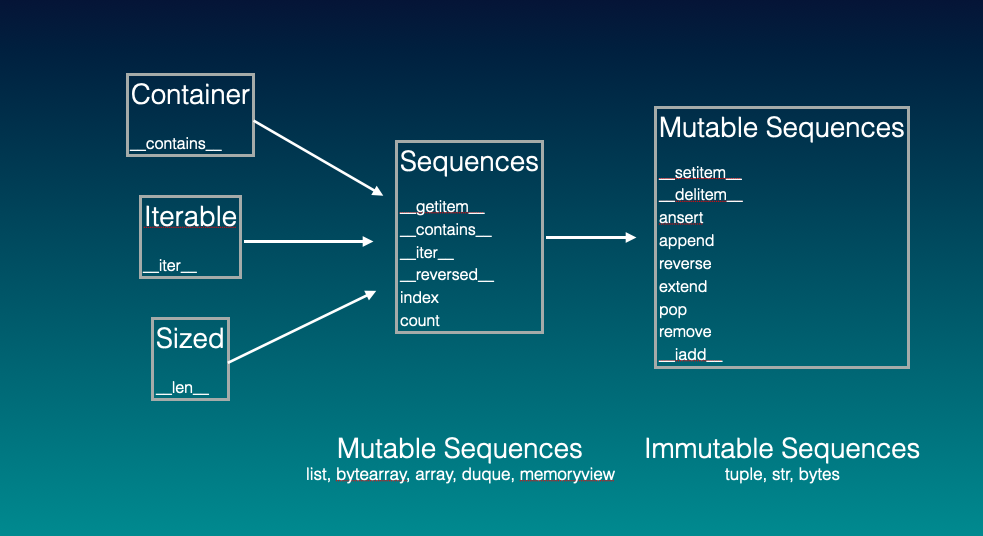 Container
__contains__
Iterable
__iter__
Sized
__len__
Sequences
__getitem__
__contains__
__iter__
__reversed__
index
count
Mutable Sequences
__setitem__
__delitem__
ansert
append
reverse
extend
pop
remove
__iadd__
Mutable Sequences
list, bytearray, array, duque, memoryview
Immutable Sequences
tuple, str, bytes